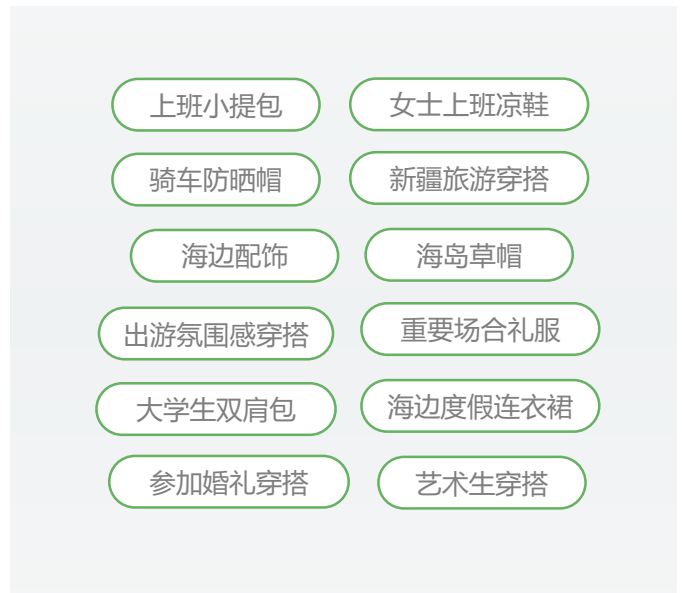 上班小提包
女士上班凉鞋
骑车防晒帽
新疆旅游穿搭
海边配饰
海岛草帽
出游氛围感穿搭
重要场合礼服
大学生双肩包
海边度假连衣裙
参加婚礼穿搭
艺术生穿搭